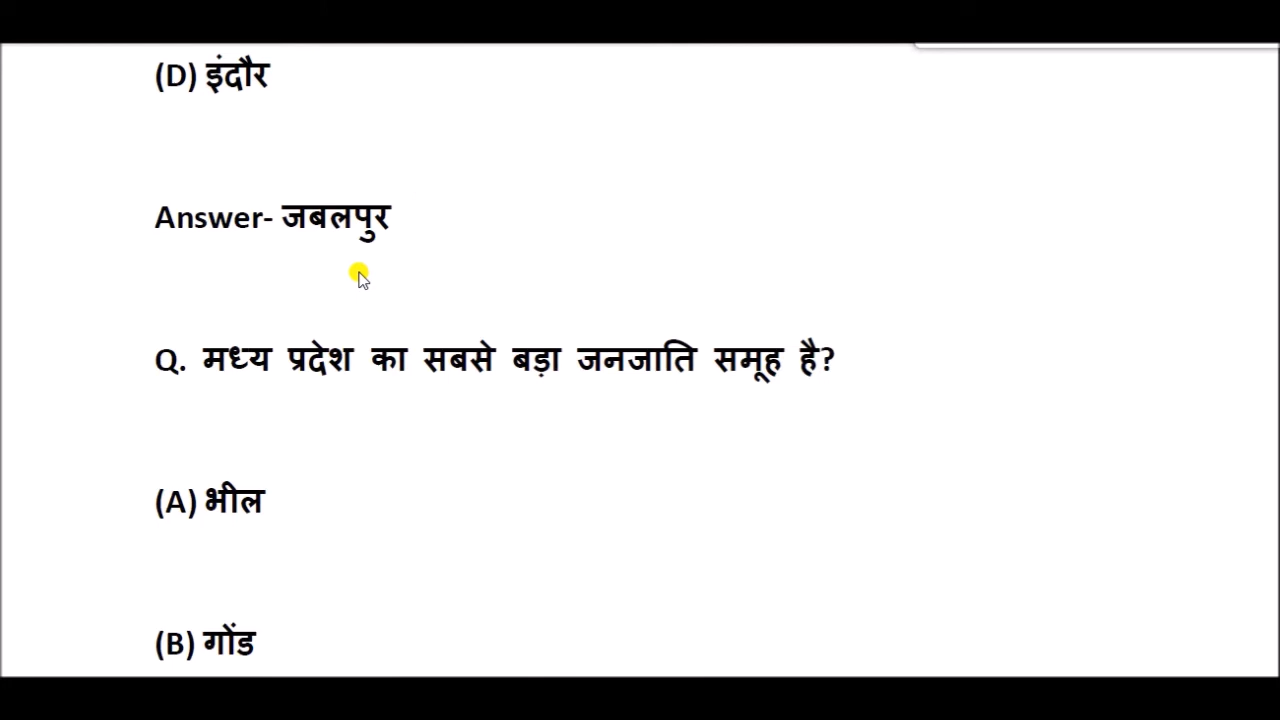 (D) इंदौर
Answer- जबलपुर
Q. मध्य प्रदेश का सबसे बड़ा जनजाति समूह है?
(A) भील
(B) गोंड